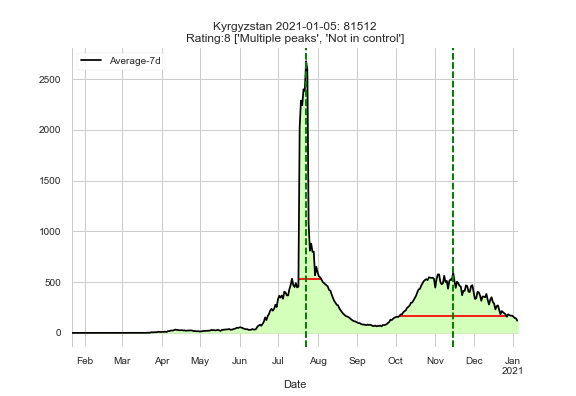 Kyrgyzstan 2021-01-05: 81512
Rating:8 ['Multiple peaks', 'Not in control']
Average-7d
2500
2000
1500
1000
500
0
Feb Mar Apr May Jun Jul Aug Sep Oct Nov Dec Jan
2021
Date